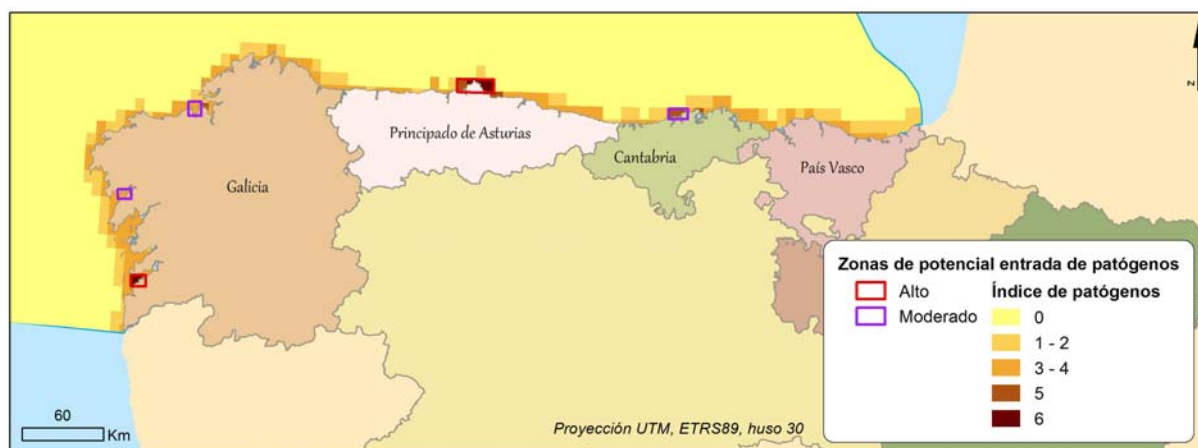 N
Principado de Asturias
Cantabria
País Vasco
Galicia
Zonas de potencial entrada de patógenos
Alto
Moderado
Índice de patógenos
0
1 - 2
3 - 4
5
6
60
Km
Proyección UTM, ETRS89, huso 30